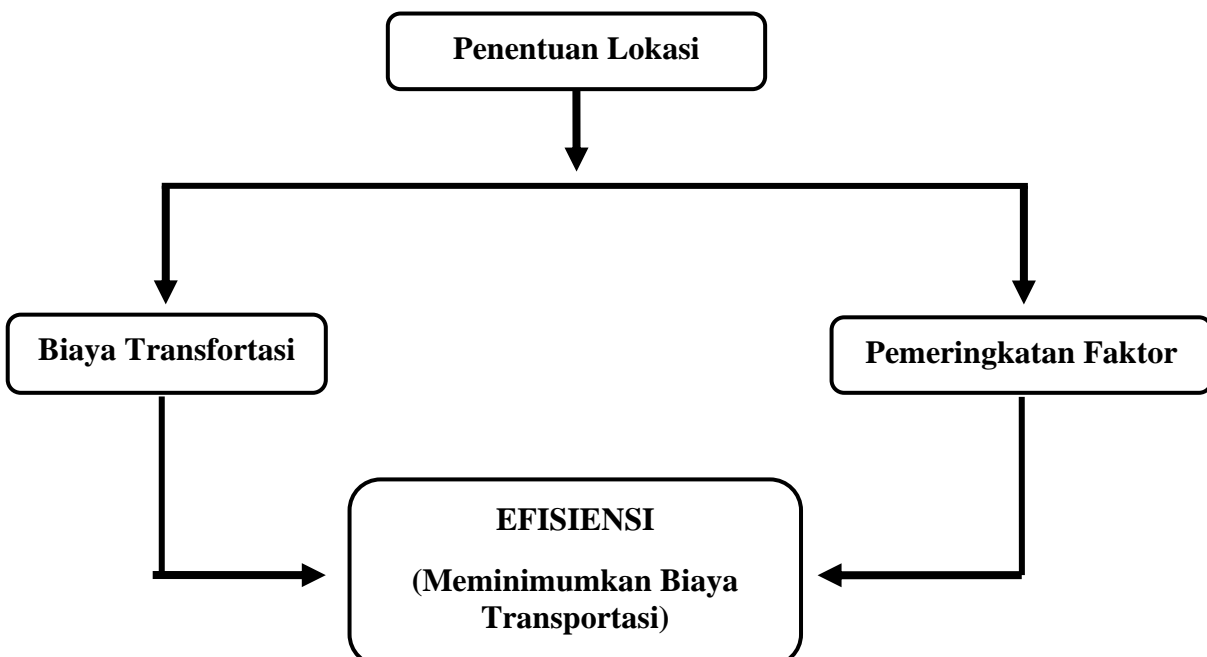 Penentuan Lokasi
Biaya Transfortasi
Pemeringkatan Faktor
EFISIENSI
(Meminimumkan Biaya
Transportasi)